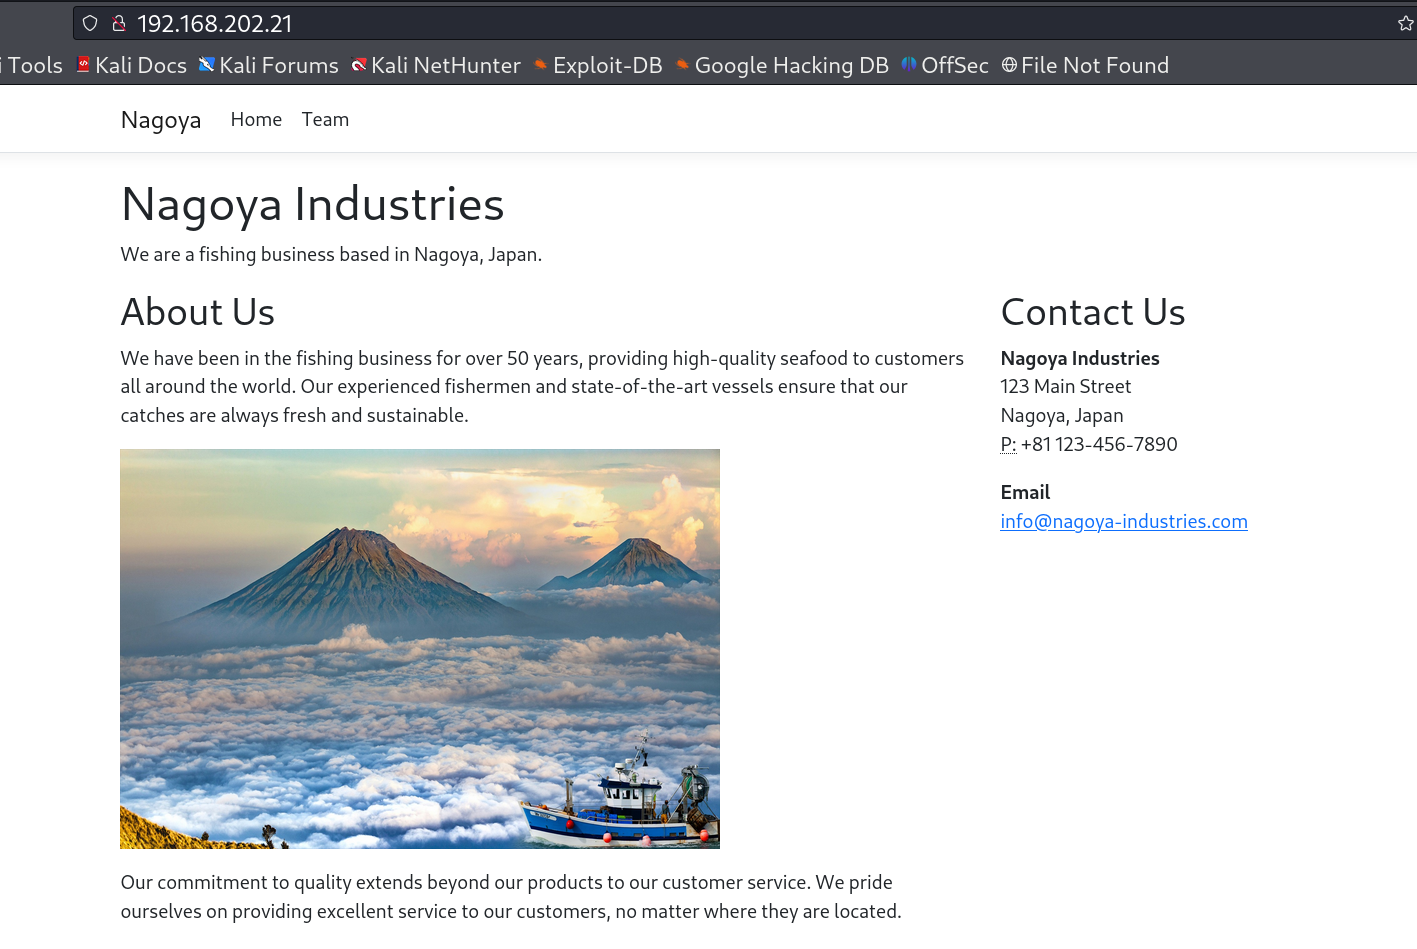 192.168.202.21
i Tools Kali Docs Kali Forums Kali NetHunter Exploit-DB Google Hacking DB OffSec File Not Found
Nagoya Home Team
Nagoya Industries
We are a fishing business based in Nagoya, Japan.
About Us
We have been in the fishing business for over 50 years, providing high-quality seafood to customers
all around the world. Our experienced fishermen and state-of-the-art vessels ensure that our
catches are always fresh and sustainable.
Our commitment to quality extends beyond our products to our customer service. We pride
ourselves on providing excellent service to our customers, no matter where they are located.
Contact Us
Nagoya Industries
123 Main Street
Nagoya, Japan
P: +81 123-456-7890
Email
info@nagoya-industries.com